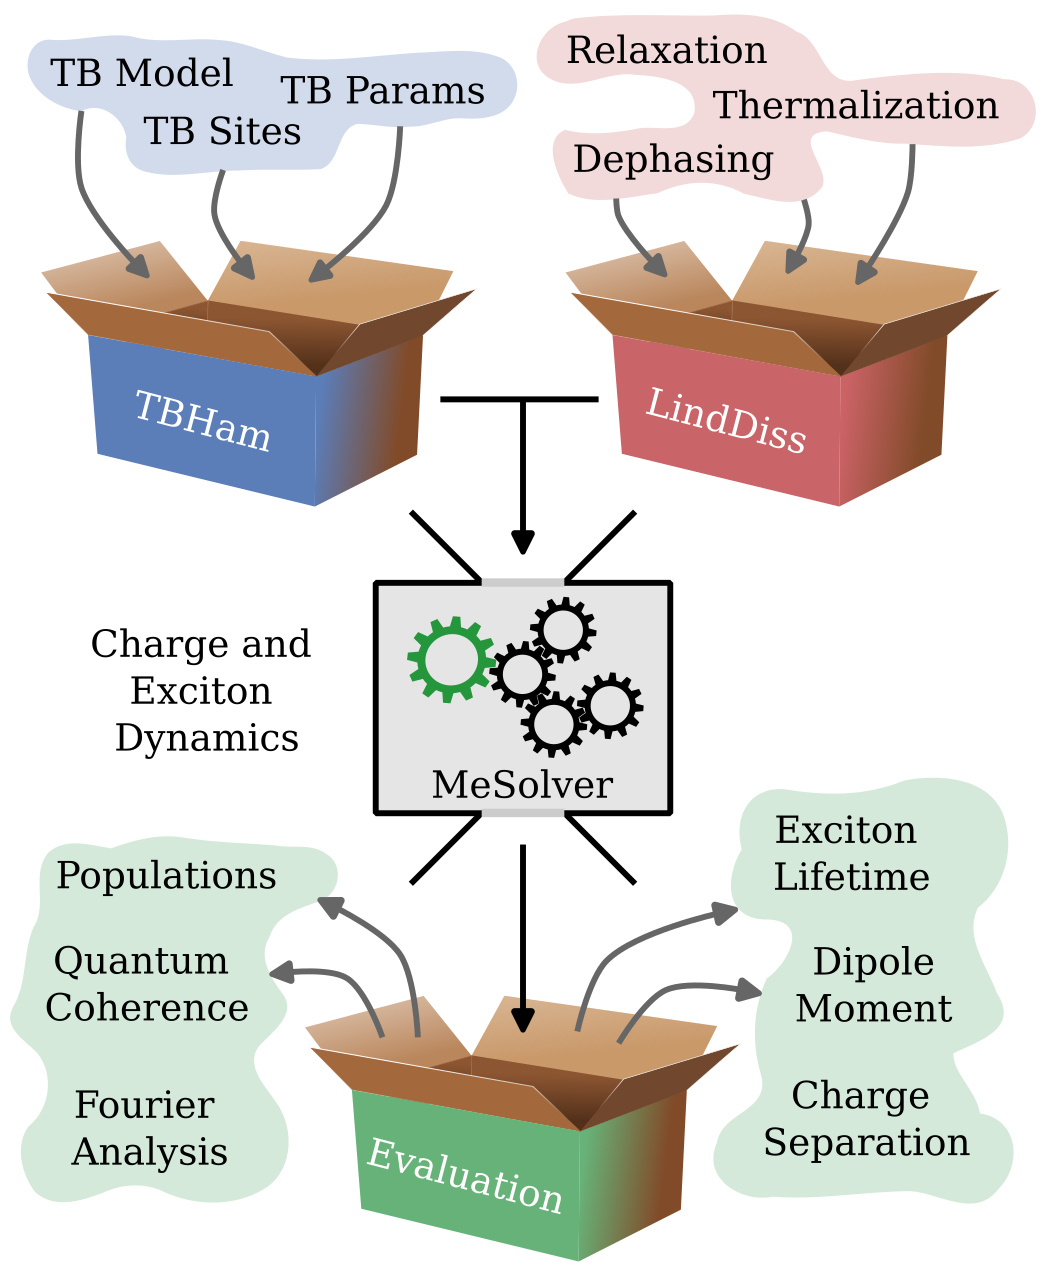 TB Model
TB Params
TB Sites
Relaxation
Thermalization
Dephasing
TBHam
LindDiss
Charge and
Exciton
Dynamics
MeSolver
Populations
Quantum
Coherence
Fourier
Analysis
Exciton
Lifetime
Dipole
Moment
Charge
Separation
Evaluation